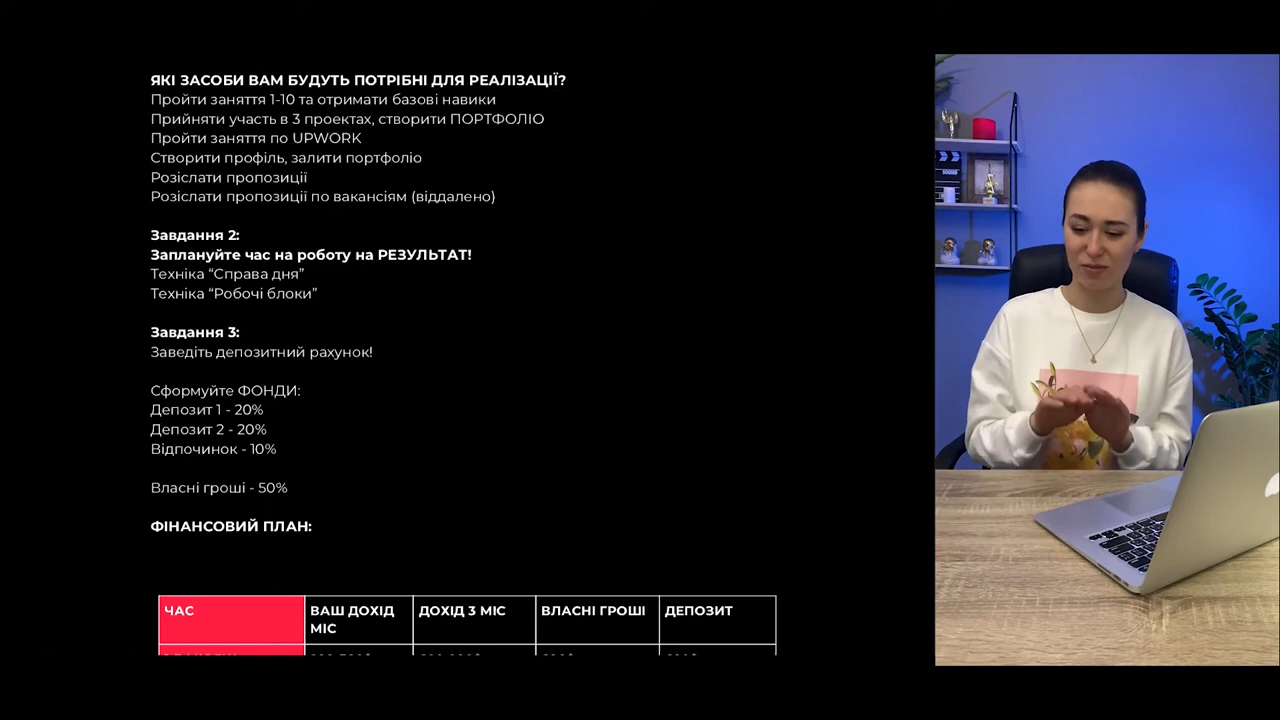 ЯКІ ЗАСОБИ ВАМ БУДУТЬ ПОТРІБНІ ДЛЯ РЕАЛІЗАЦІЇ?
Пройти заняття 1-10 та отримати базові навики
Прийняти участь в 3 проектах, створити ПОРТФОЛІО
Пройти заняття по UPWORK
Створити профіль, залити портфоліо
Розіслати пропозиції
Розіслати пропозиції по вакансіям (віддалено)
Завдання 2:
Заплануйте час на роботу на РЕЗУЛЬТАТ!
Техніка “Справа дня”
Техніка “Робочі блоки”
Завдання 3:
Заведіть депозитний рахунок!
Сформуйте ФОНДИ:
Депозит 1 - 20%
Депозит 2 - 20%
Відпочинок - 10%
Власні гроші - 50%
ФІНАНСОВИЙ ПЛАН:
ЧАС ВАШ ДОХІД МІС ДОХІД 3 МІС ВЛАСНІ ГРОШІ ДЕПОЗИТ